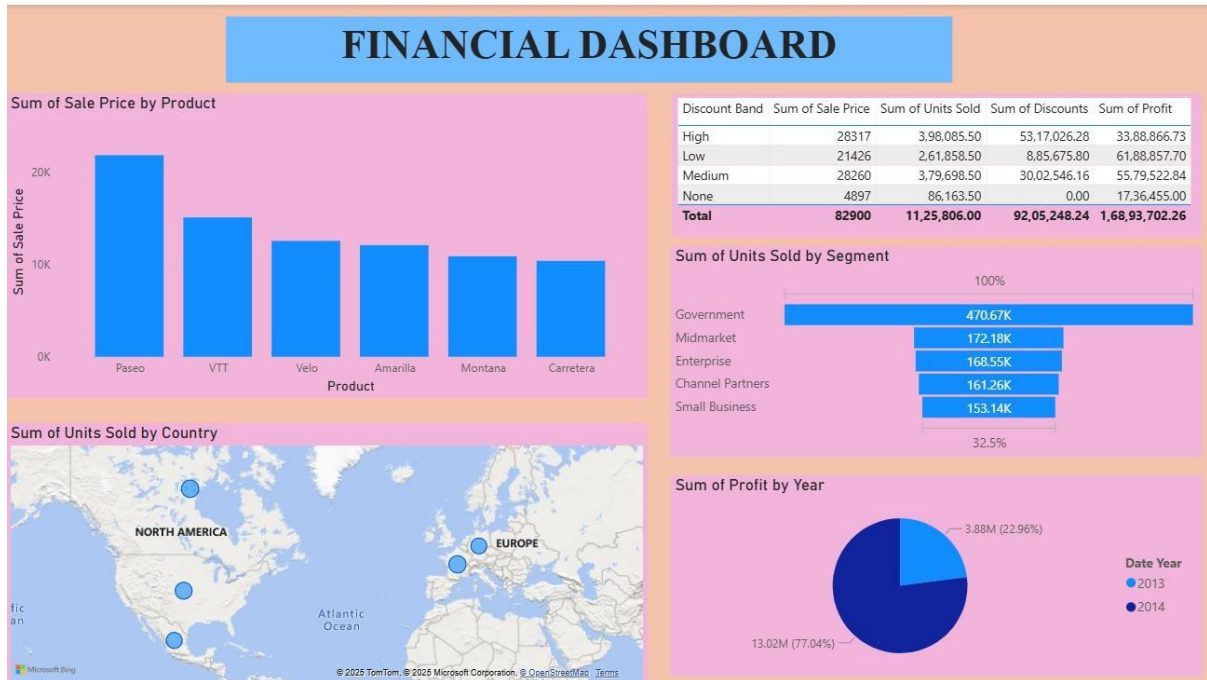 FINANCIAL DASHBOARD
Sum of Sale Price by Product
Sum of Sale Price
20K
10K
0K
Paseo VTT Velo Amarilla Montana Carretera
Product
Discount Band Sum of Sale Price Sum of Units Sold Sum of Discounts Sum of Profit
High 28317 3,98,085.50 53,17,026.28 33,88,866.73
Low 21426 2,61,858.50 8,85,675.80 61,88,857.70
Medium 28260 3,79,698.50 30,02,546.16 55,79,522.84
None 4897 86,163.50 0.00 17,36,455.00
Total 82900 11,25,806.00 92,05,248.24 1,68,93,702.26
Sum of Units Sold by Segment
100%
Government 470.67K
Midmarket 172.18K
Enterprise 168.55K
Channel Partners 161.26K
Small Business 153.14K
32.5%
Sum of Units Sold by Country
NORTH AMERICA
EUROPE
fic
an
Atlantic
Ocean
Microsoft Bing
© 2025 TomTom, © 2025 Microsoft Corporation, © OpenStreetMap Terms
Sum of Profit by Year
3.88M (22.96%)
13.02M (77.04%)
Date Year
2013
2014